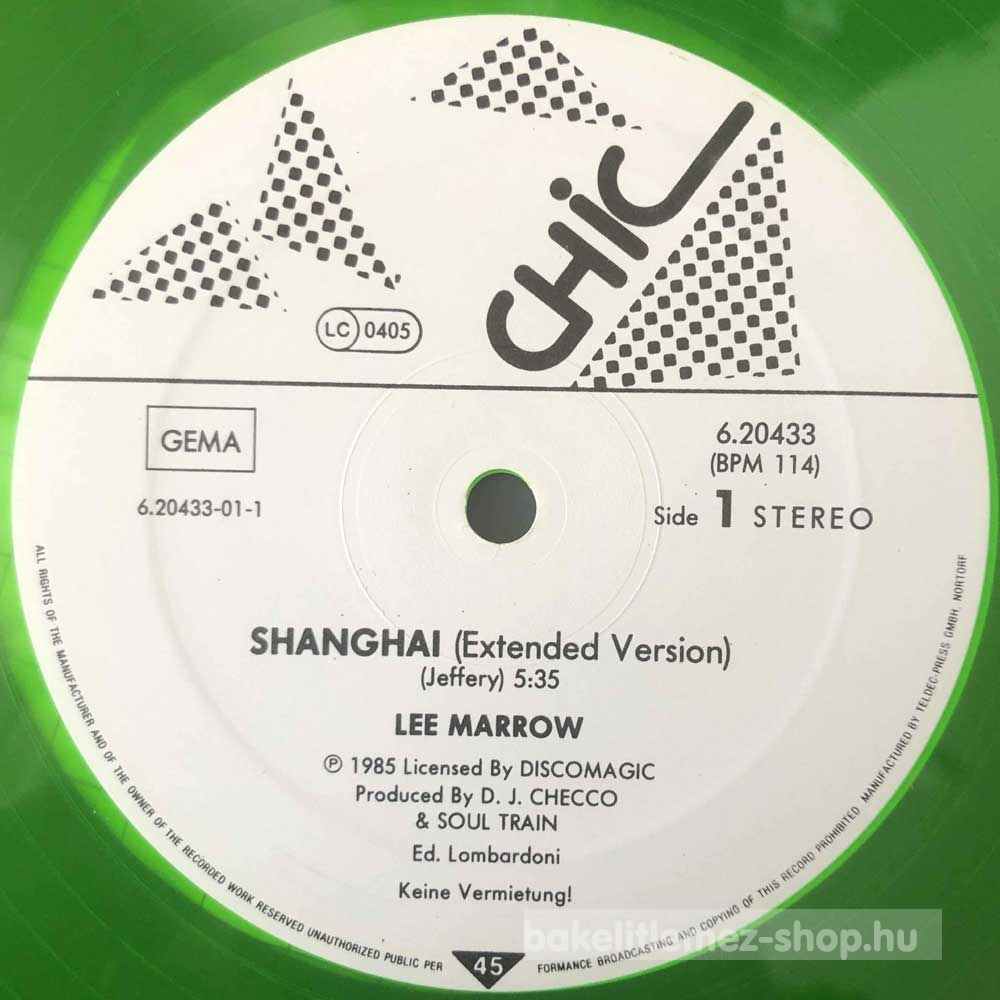 CHIC
LC 0405
GEMA
6.20433-01-1
6.20433
(BPM 114)
Side 1 STEREO
SHANGHAI (Extended Version)
(Jeffery) 5:35
LEE MARROW
Ⓟ 1985 Licensed By DISCOMAGIC
Produced By D. J. CHECCO
& SOUL TRAIN
Ed. Lombardoni
Keine Vermietung!
ALL RIGHTS OF THE MANUFACTURER AND OF THE OWNER OF THE RECORDED WORK RESERVED UNAUTHORIZED PUBLIC PER 45 FORMANCE BROADCASTING AND COPYING OF THIS RECORD PROHIBITED MANUFACTURED BY TELDEC-PRESS GMBH, NORTORF
bakelitlemez-shop.hu